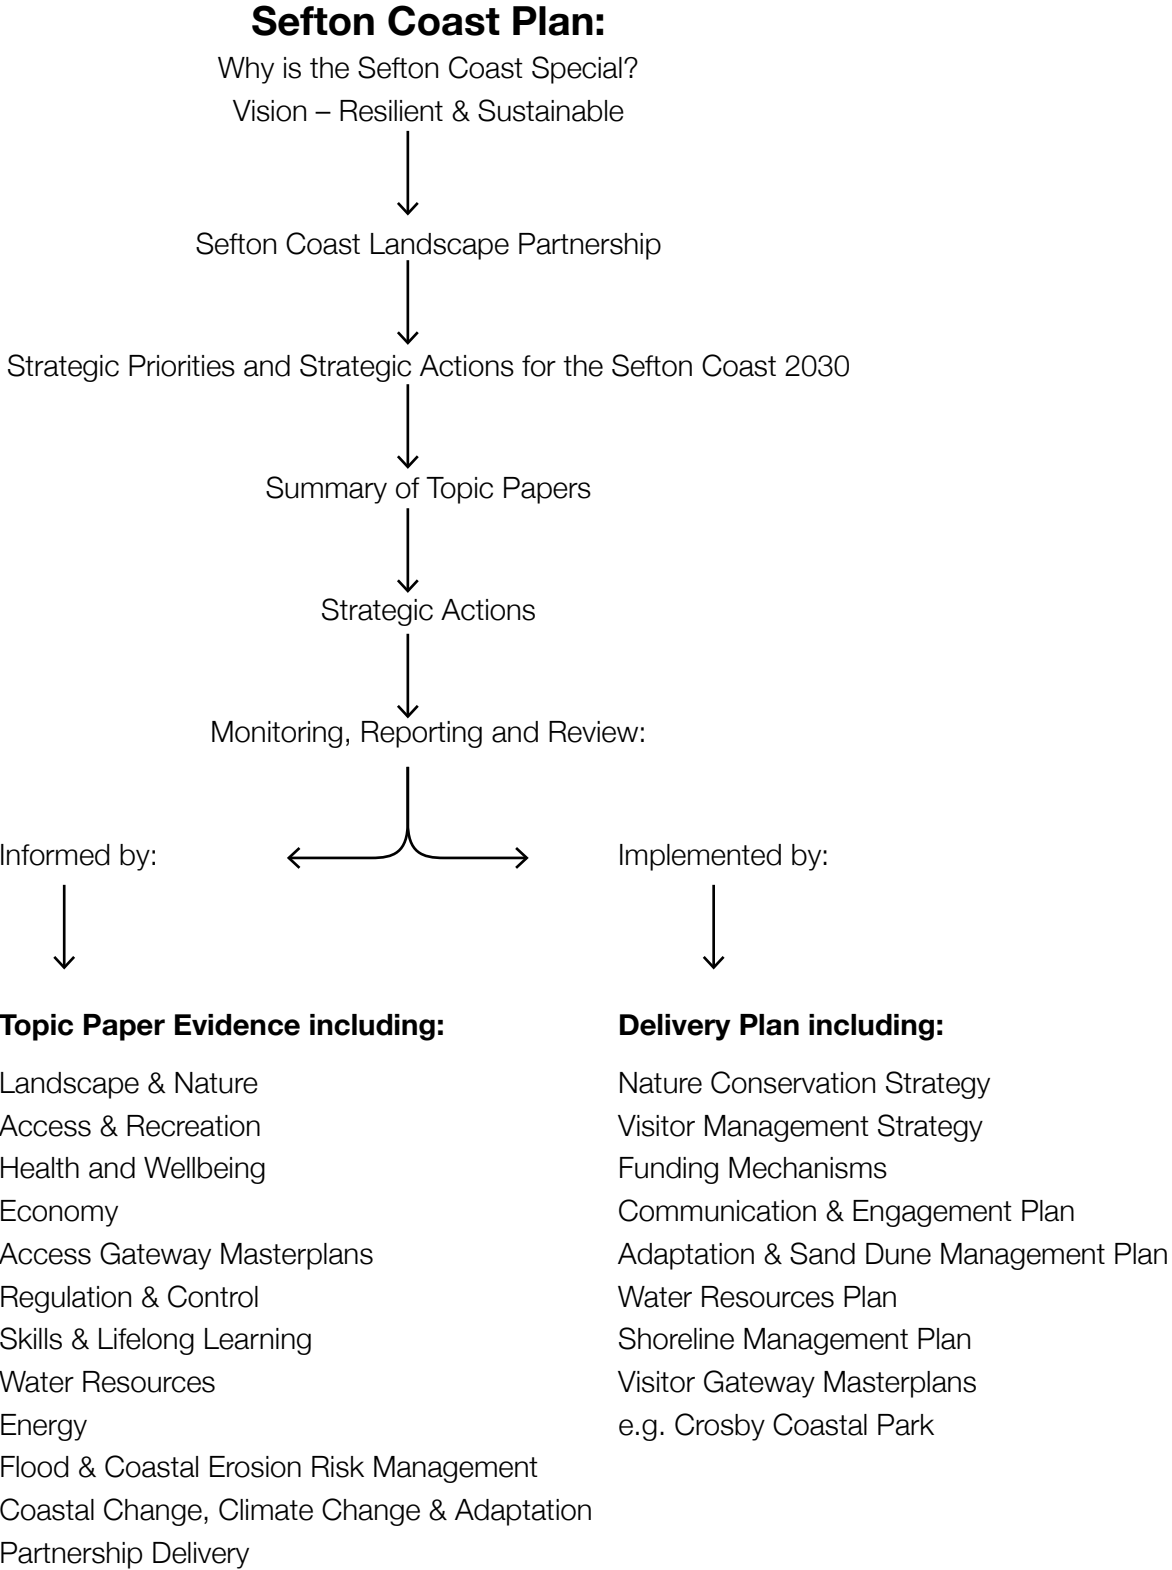 Sefton Coast Plan:
Why is the Sefton Coast Special?
Vision – Resilient & Sustainable
Sefton Coast Landscape Partnership
Strategic Priorities and Strategic Actions for the Sefton Coast 2030
Summary of Topic Papers
Strategic Actions
Monitoring, Reporting and Review:
Informed by:
Implemented by:
Topic Paper Evidence including:
Landscape & Nature
Access & Recreation
Health and Wellbeing
Economy
Access Gateway Masterplans
Regulation & Control
Skills & Lifelong Learning
Water Resources
Energy
Flood & Coastal Erosion Risk Management
Coastal Change, Climate Change & Adaptation
Partnership Delivery
Delivery Plan including:
Nature Conservation Strategy
Visitor Management Strategy
Funding Mechanisms
Communication & Engagement Plan
Adaptation & Sand Dune Management Plan
Water Resources Plan
Shoreline Management Plan
Visitor Gateway Masterplans
e.g. Crosby Coastal Park